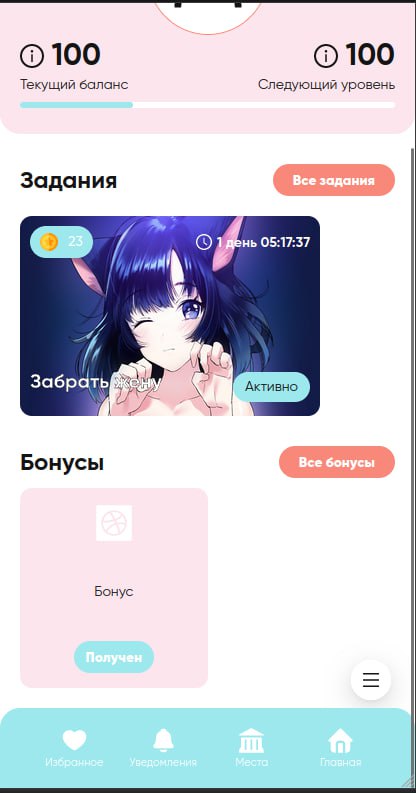 100
100
Текущий баланс
Следующий уровень
Задания
Все задания
23
1 день 05:17:37
Забрать жену
Активно
Бонусы
Все бонусы
Бонус
Получен
Избранное
Уведомления
Места
Главная